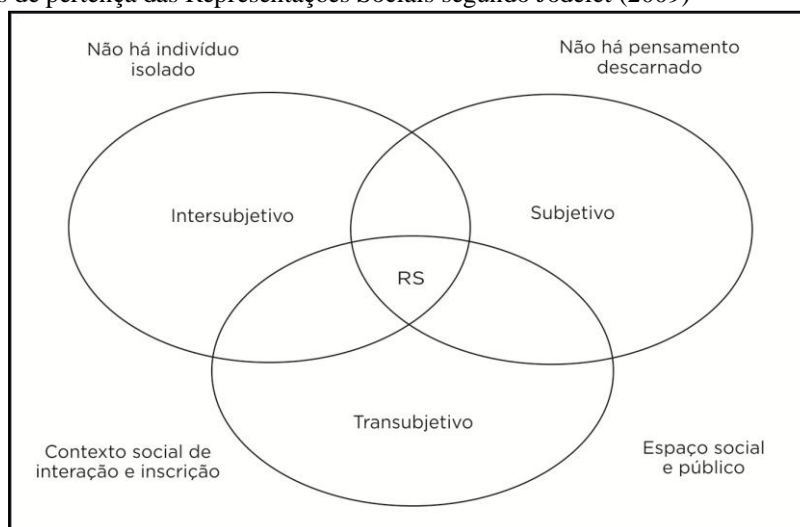 de pertença das Representações Sociais segundo Jodelet (2009)
Não há indivíduo
isolado
Não há pensamento
descarnado
Intersubjetivo
Subjetivo
RS
Transubjetivo
Contexto social de
interação e inscrição
Espaço social
e público